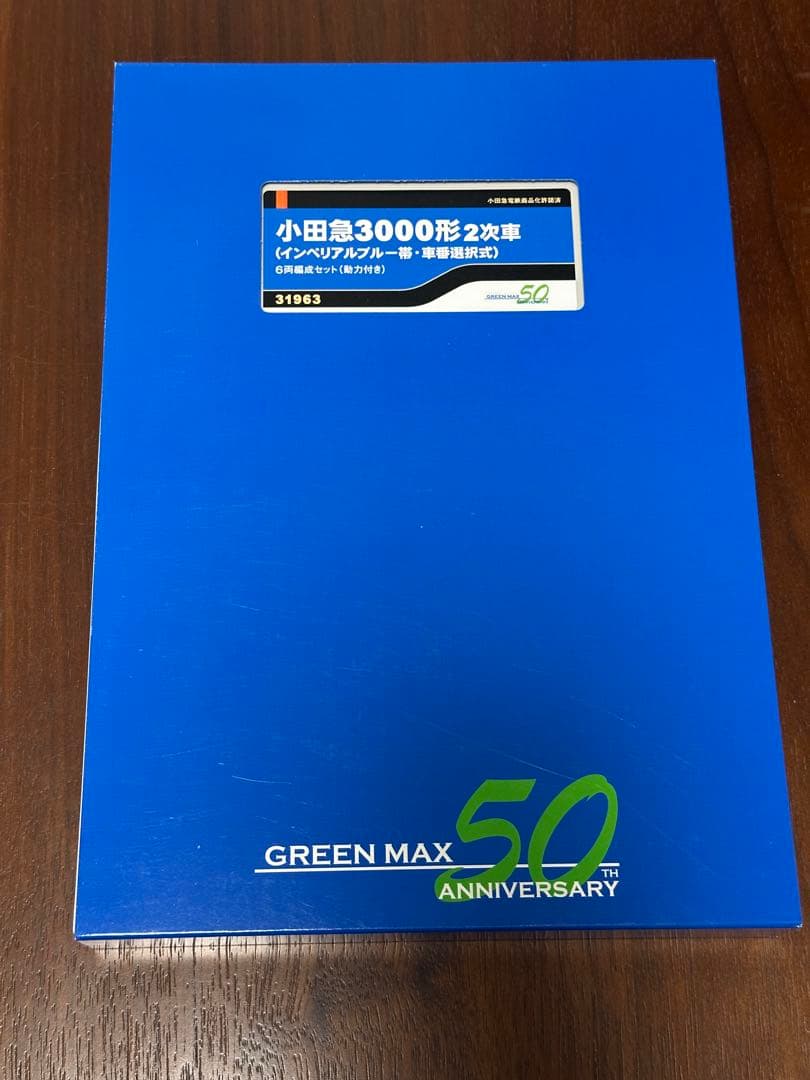 小田急電鉄商品化許諾済
小田急3000形2次車
(インペリアルブルー帯・車番選択式)
6両編成セット(動力付き)
31963
GREEN MAX 50
ANNIVERSARY
GREEN MAX 50TH
ANNIVERSARY